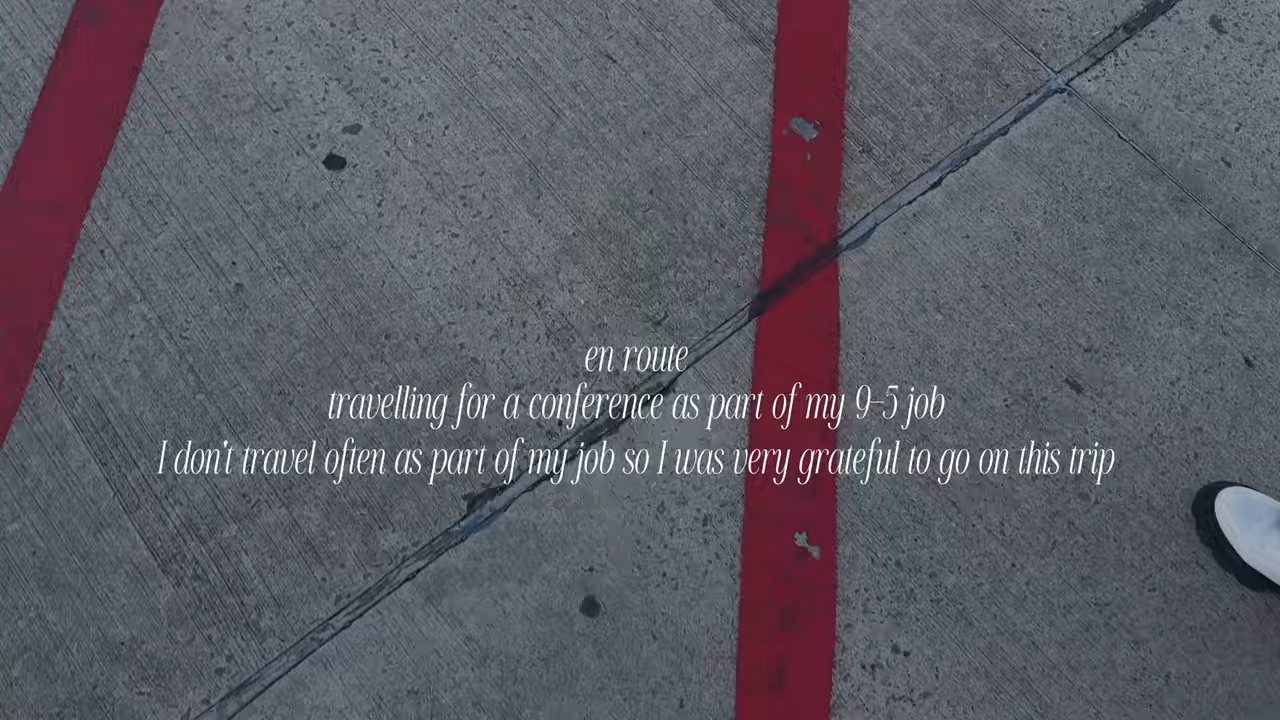 en route
travelling for a conference as part of my 9-5 job
I don't travel often as part of my job so I was very grateful to go on this trip